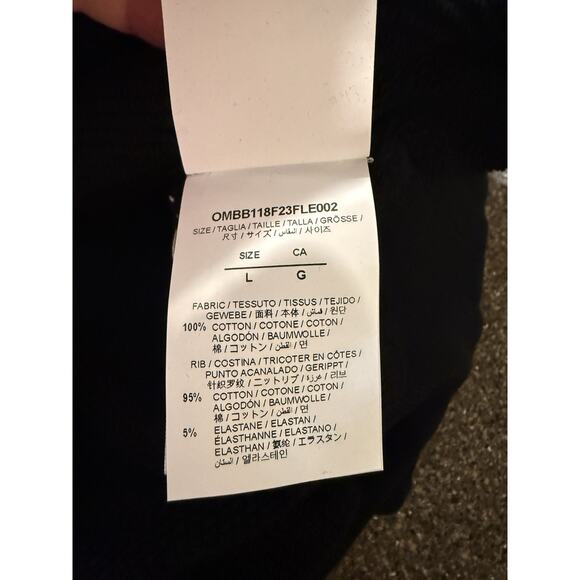 OMBB118F23FLE002
SIZE / TAGLIA / TAILLE / TALLA / GRÖSSE /
尺寸 / サイズ / المقاس / 사이즈
SIZE CA
L G
FABRIC / TESSUTO / TISSUS / TEJIDO /
GEWEBE / 面料 / 本体 / قماش / 원단
100% COTTON / COTONE / COTON /
ALGODÓN / BAUMWOLLE /
棉 / コットン / القطن / 면
RIB / COSTINA / TRICOTER EN CÔTES /
PUNTO ACANALADO / GERIPPT /
针织罗纹 / ニットリブ / غرزة / 리브
95% COTTON / COTONE / COTON /
ALGODÓN / BAUMWOLLE /
棉 / コットン / القطن / 면
5% ELASTANE / ELASTAN /
ÉLASTHANNE / ELASTANO /
ELASTHAN / 氨纶 / エラスタン /
/ 엘라스테인